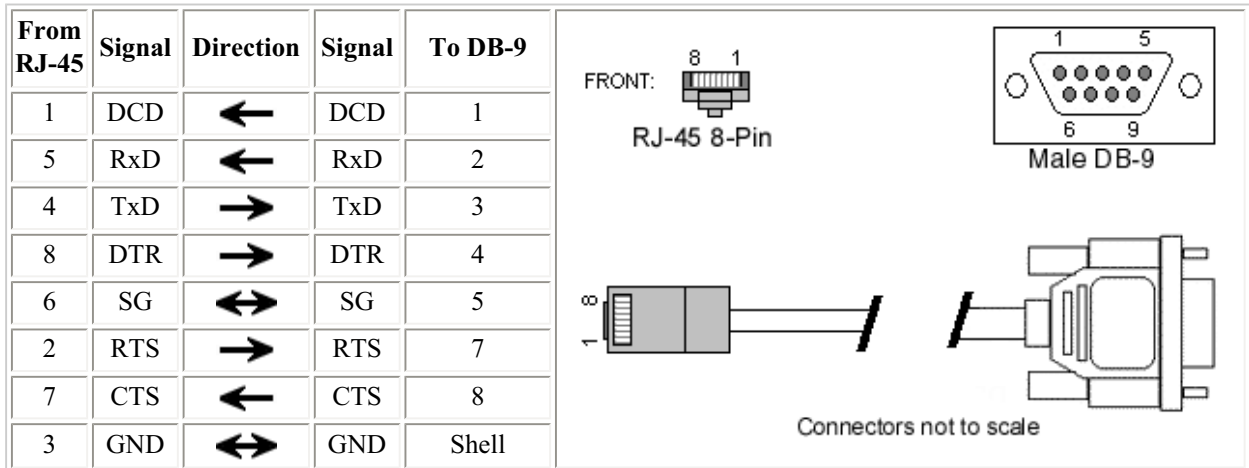 From RJ-45 Signal Direction Signal To DB-9
1 DCD ← DCD 1
5 RxD ← RxD 2
4 TxD → TxD 3
8 DTR → DTR 4
6 SG ↔ SG 5
2 RTS → RTS 7
7 CTS ← CTS 8
3 GND ↔ GND Shell
8 1
FRONT:
RJ-45 8-Pin
1 5
6 9
Male DB-9
8
1
Connectors not to scale